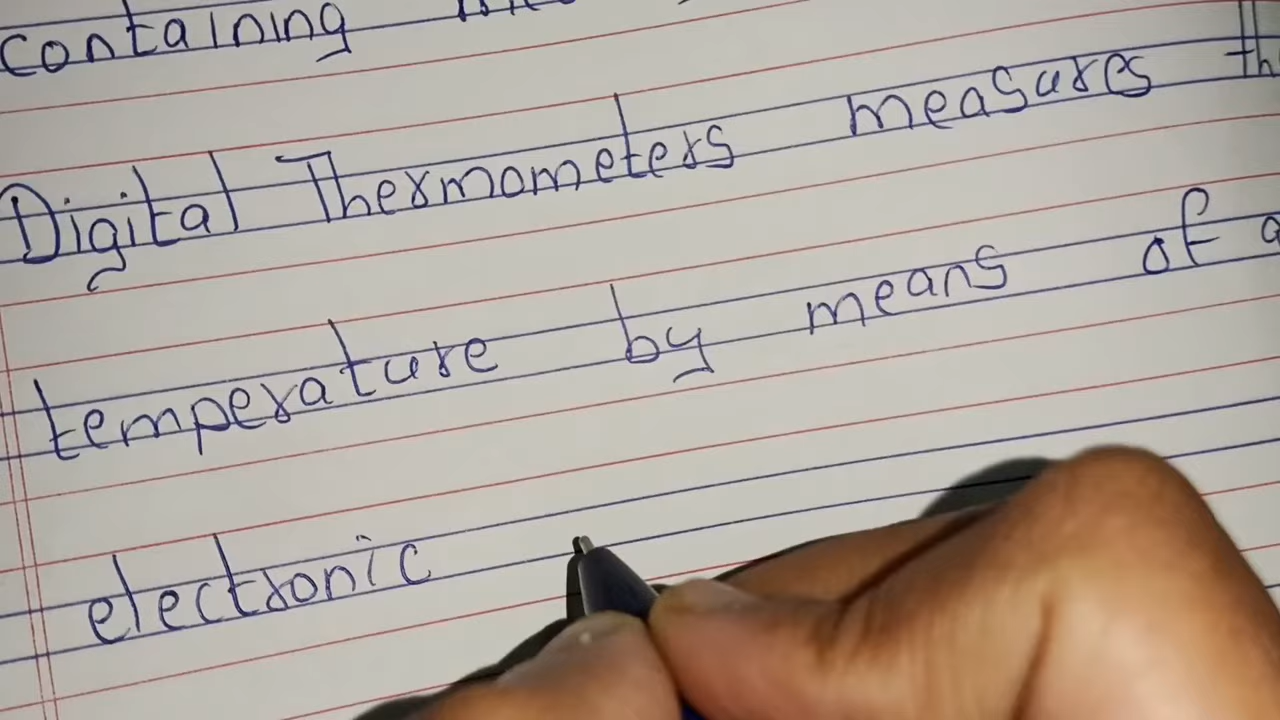 containing
Digital Thermometers measures
temperature by means of
electronic